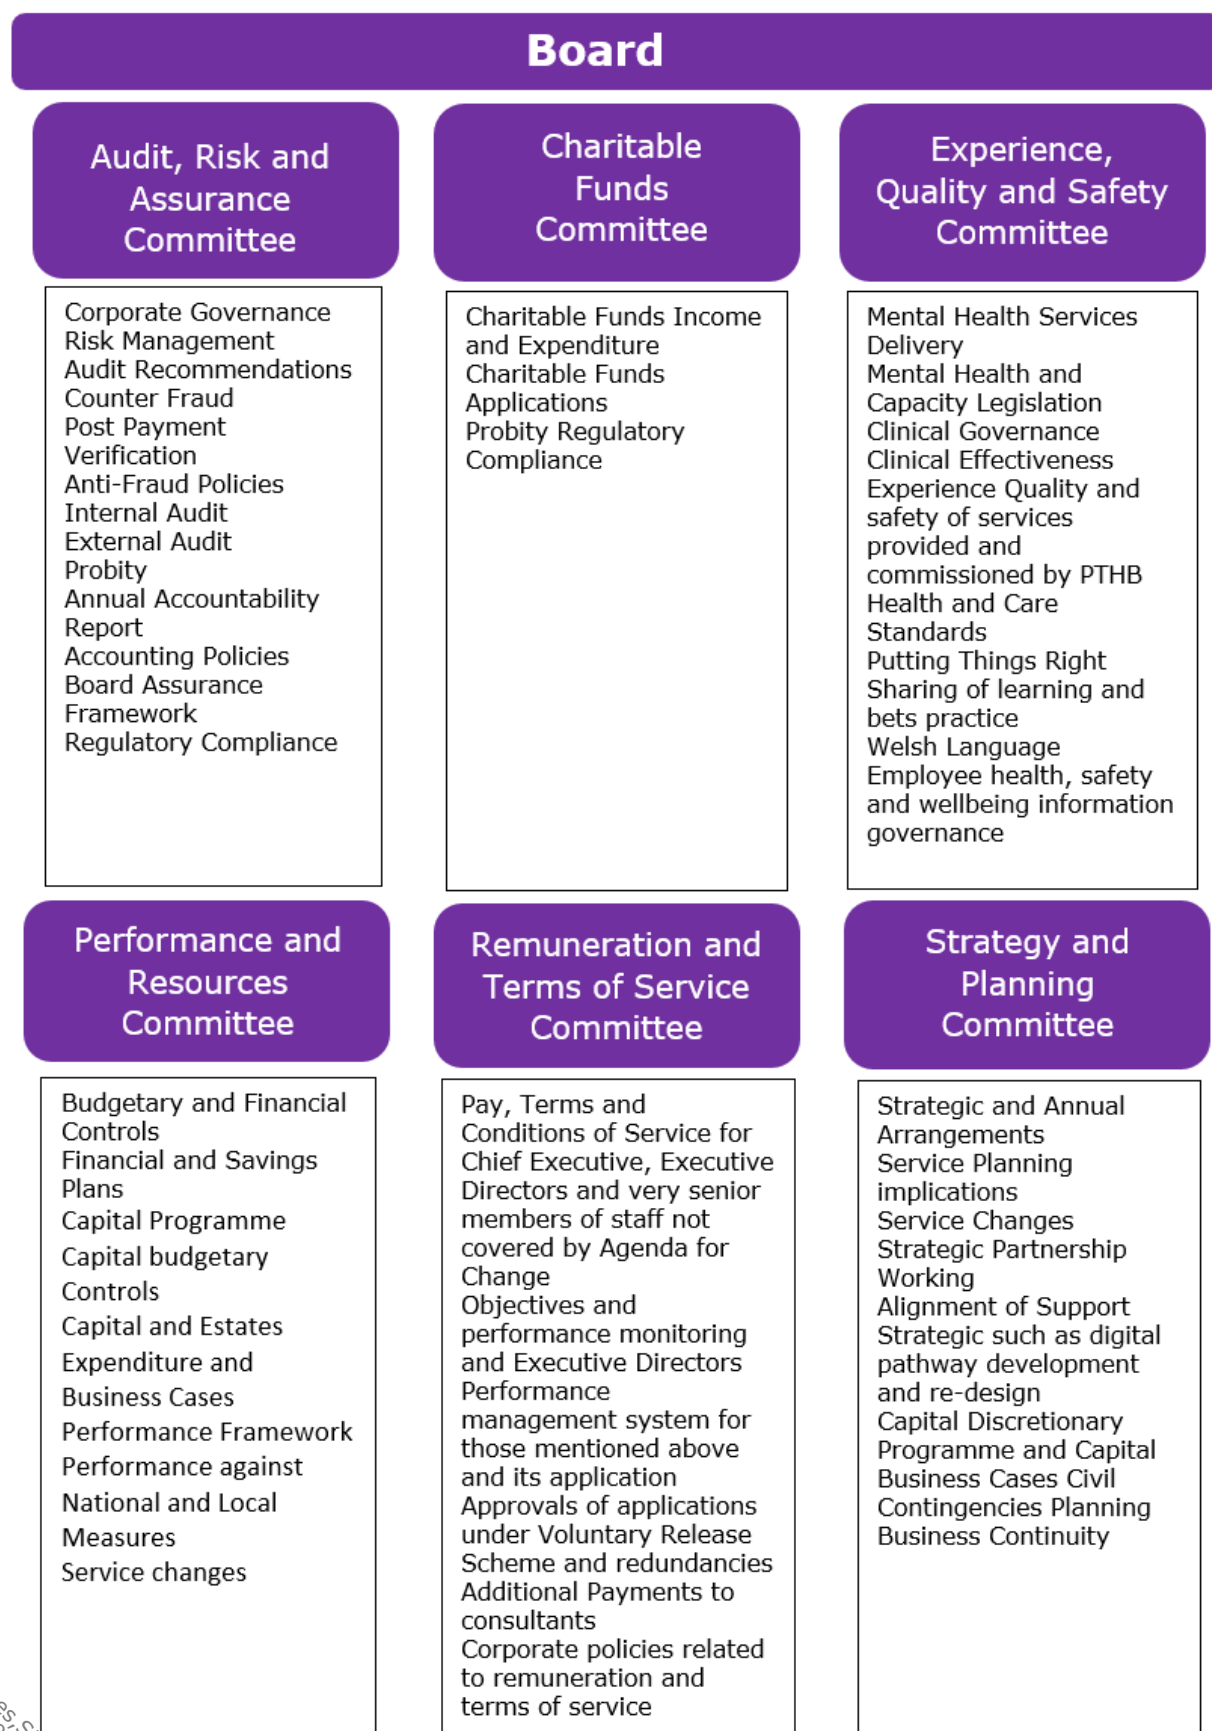 Board
Audit, Risk and
Assurance
Committee
Corporate Governance
Risk Management
Audit Recommendations
Counter Fraud
Post Payment
Verification
Anti-Fraud Policies
Internal Audit
External Audit
Probity
Annual Accountability
Report
Accounting Policies
Board Assurance
Framework
Regulatory Compliance
Charitable
Funds
Committee
Charitable Funds Income
and Expenditure
Charitable Funds
Applications
Probity Regulatory
Compliance
Experience,
Quality and Safety
Committee
Mental Health Services
Delivery
Mental Health and
Capacity Legislation
Clinical Governance
Clinical Effectiveness
Experience Quality and
safety of services
provided and
commissioned by PTHB
Health and Care
Standards
Putting Things Right
Sharing of learning and
bets practice
Welsh Language
Employee health, safety
and wellbeing information
governance
Performance and
Resources
Committee
Budgetary and Financial
Controls
Financial and Savings
Plans
Capital Programme
Capital budgetary
Controls
Capital and Estates
Expenditure and
Business Cases
Performance Framework
Performance against
National and Local
Measures
Service changes
Remuneration and
Terms of Service
Committee
Pay, Terms and
Conditions of Service for
Chief Executive, Executive
Directors and very senior
members of staff not
covered by Agenda for
Change
Objectives and
performance monitoring
and Executive Directors
Performance
management system for
those mentioned above
and its application
Approvals of applications
under Voluntary Release
Scheme and redundancies
Additional Payments to
consultants
Corporate policies related
to remuneration and
terms of service
Strategy and
Planning
Committee
Strategic and Annual
Arrangements
Service Planning
implications
Service Changes
Strategic Partnership
Working
Alignment of Support
Strategic such as digital
pathway development
and re-design
Capital Discretionary
Programme and Capital
Business Cases Civil
Contingencies Planning
Business Continuity